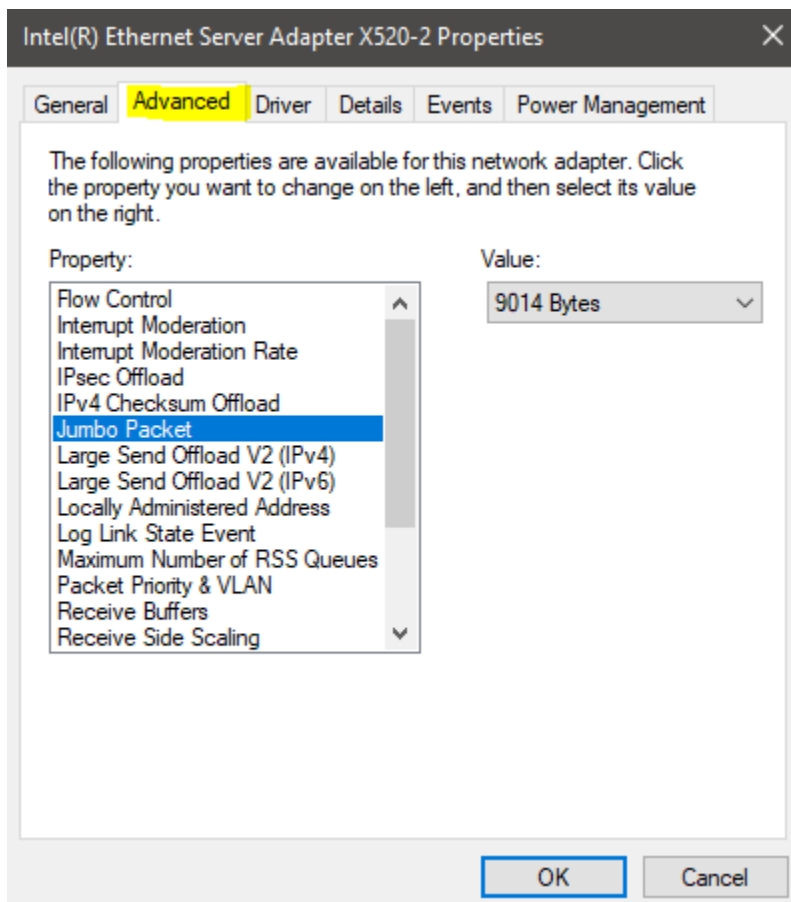 Intel(R) Ethernet Server Adapter X520-2 Properties
General Advanced Driver Details Events Power Management
The following properties are available for this network adapter. Click
the property you want to change on the left, and then select its value
on the right.
Property:
Value:
Flow Control
Interrupt Moderation
Interrupt Moderation Rate
IPsec Offload
IPv4 Checksum Offload
Jumbo Packet
Large Send Offload V2 (IPv4)
Large Send Offload V2 (IPv6)
Locally Administered Address
Log Link State Event
Maximum Number of RSS Queues
Packet Priority & VLAN
Receive Buffers
Receive Side Scaling
9014 Bytes
OK Cancel